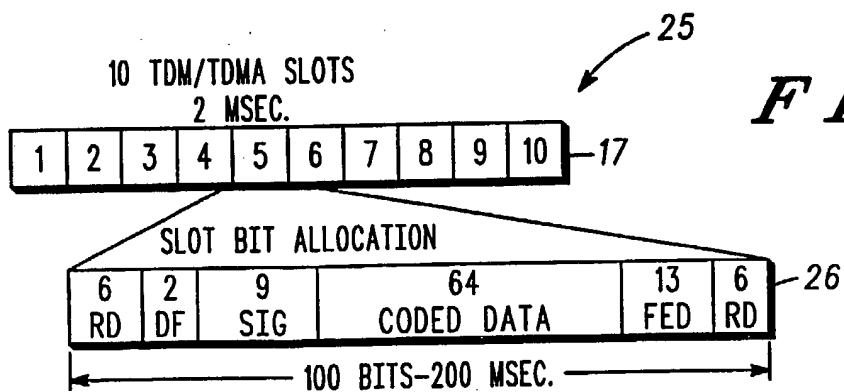 25
10 TDM/TDMA SLOTS
2 MSEC.
F I
1 2 3 4 5 6 7 8 9 10
17
SLOT BIT ALLOCATION
6 2 9 64 13 6
RD DF SIG CODED DATA FED RD
26
100 BITS-200 MSEC.